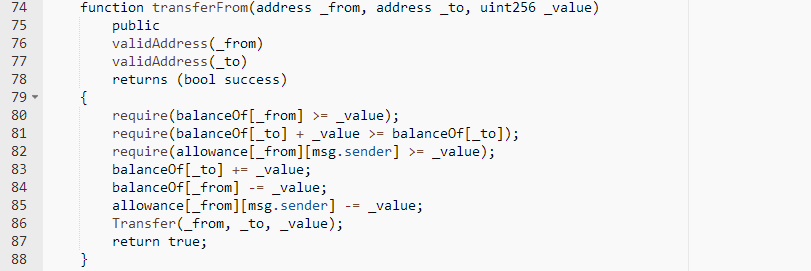 74 function transferFrom(address _from, address _to, uint256 _value)
75 public
76 validAddress(_from)
77 validAddress(_to)
78 returns (bool success)
79 {
80 require(balanceOf[_from] >= _value);
81 require(balanceOf[_to] + _value >= balanceOf[_to]);
82 require(allowance[_from][msg.sender] >= _value);
83 balanceOf[_to] += _value;
84 balanceOf[_from] -= _value;
85 allowance[_from][msg.sender] -= _value;
86 Transfer(_from, _to, _value);
87 return true;
88 }